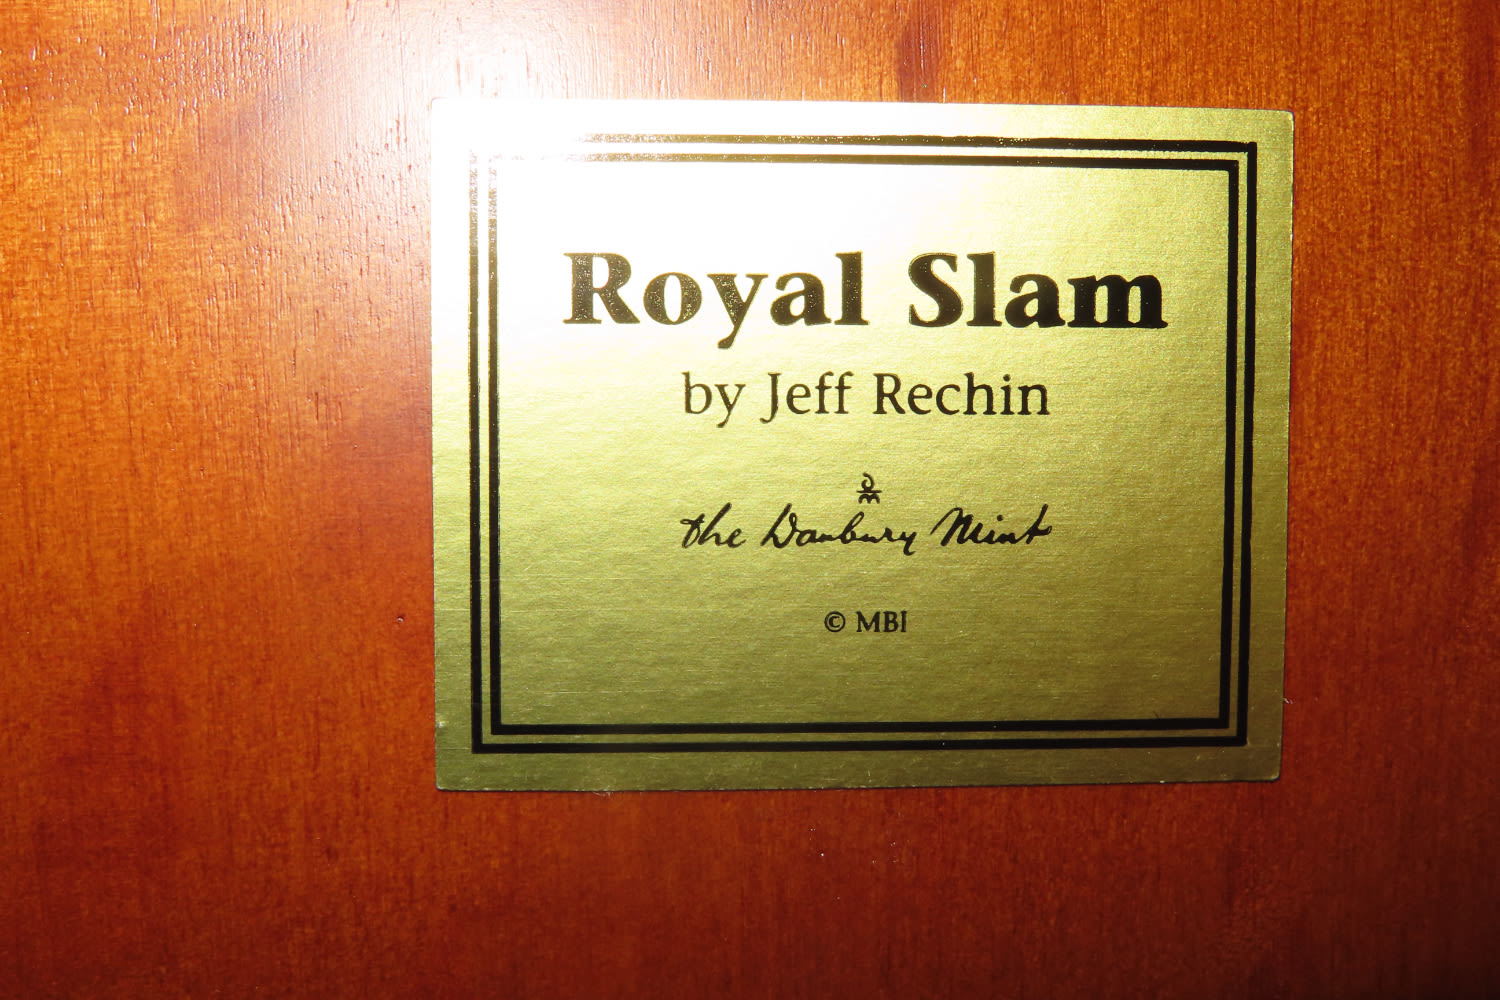 Royal Slam
by Jeff Rechin
The Danbury Mint
© MBI